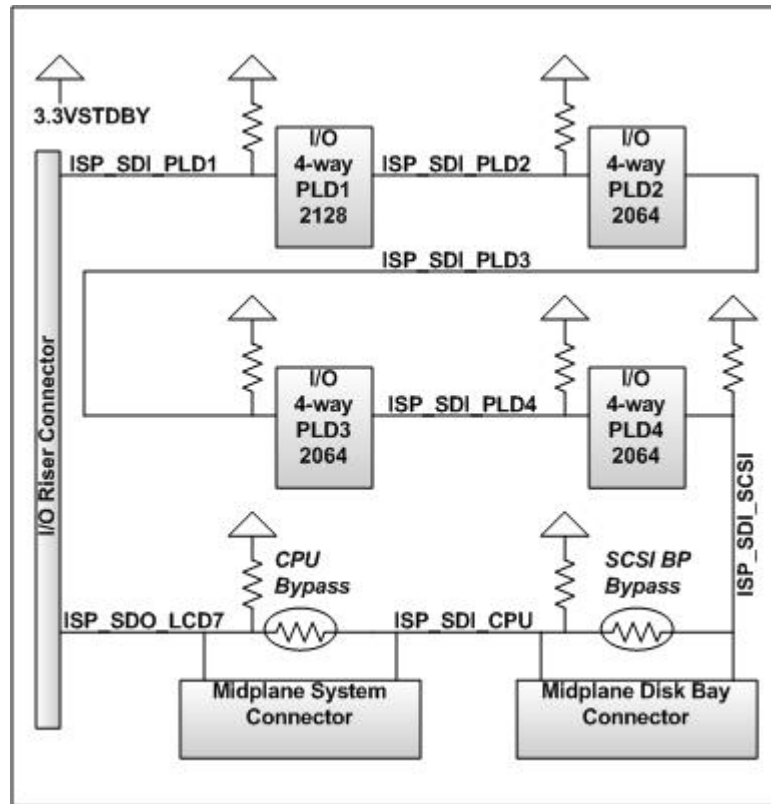 3.3VSTDBY
ISP_SDI_PLD1
I/O
4-way
PLD1
2128
ISP_SDI_PLD2
I/O
4-way
PLD2
2064
ISP_SDI_PLD3
I/O Riser Connector
I/O
4-way
PLD3
2064
ISP_SDI_PLD4
I/O
4-way
PLD4
2064
ISP_SDI_SCSI
CPU
Bypass
SCSI BP
Bypass
ISP_SDO_LCD7
ISP_SDI_CPU
Midplane System
Connector
Midplane Disk Bay
Connector